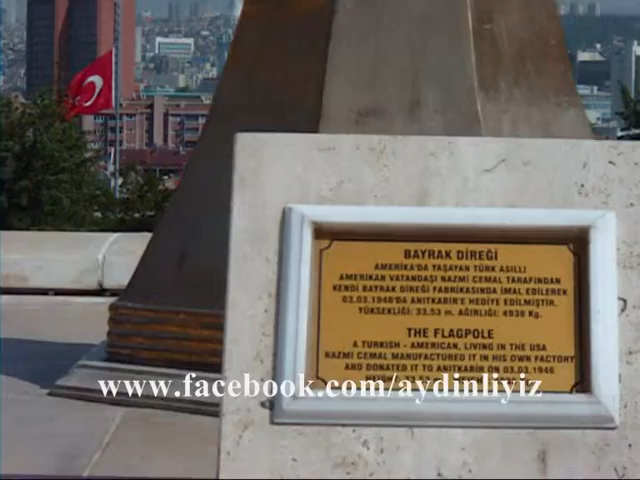 BAYRAK DİREĞİ
AMERİKA'DA YAŞAYAN TÜRK ASILLI
AMERİKAN VATANDAŞI NAZMİ CEMAL TARAFINDAN
KENDİ BAYRAK DİREĞİ FABRİKASINDA İMAL EDİLEREK
03.03.1946'DA ANITKABİR'E HEDİYE EDİLMİŞTİR.
YÜKSEKLİĞİ: 33.53 m. AĞIRLIĞI: 4938 Kg.
THE FLAGPOLE
A TURKISH - AMERICAN, LIVING IN THE USA
NAZMİ CEMAL MANUFACTURED IT IN HIS OWN FACTORY
AND DONATED IT TO ANITKABİR ON 03.03.1946
www.facebook.com/aydinliyiz